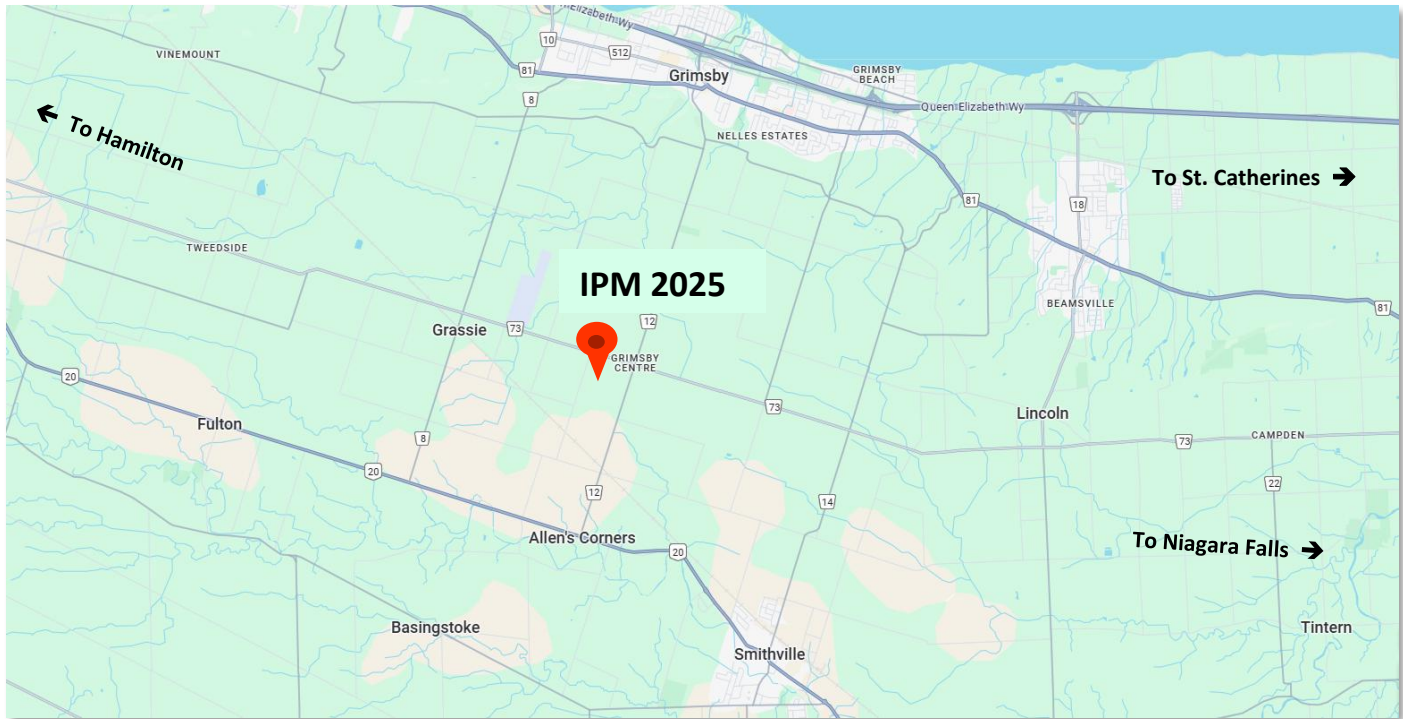 Elizabeth Wy
10
512
VINEMOUNT
81
Grimsby
GRIMSBY
BEACH
8
Queen Elizabeth Wy
← To Hamilton
NELLES ESTATES
To St. Catherines →
81
18
TWEEDSIDE
IPM 2025
BEAMSVILLE
81
Grassie
73
12
GRIMSBY
CENTRE
20
73
Lincoln
Fulton
8
73
CAMPDEN
20
22
12
14
Allen's Corners
To Niagara Falls →
20
Basingstoke
Tintern
Smithville